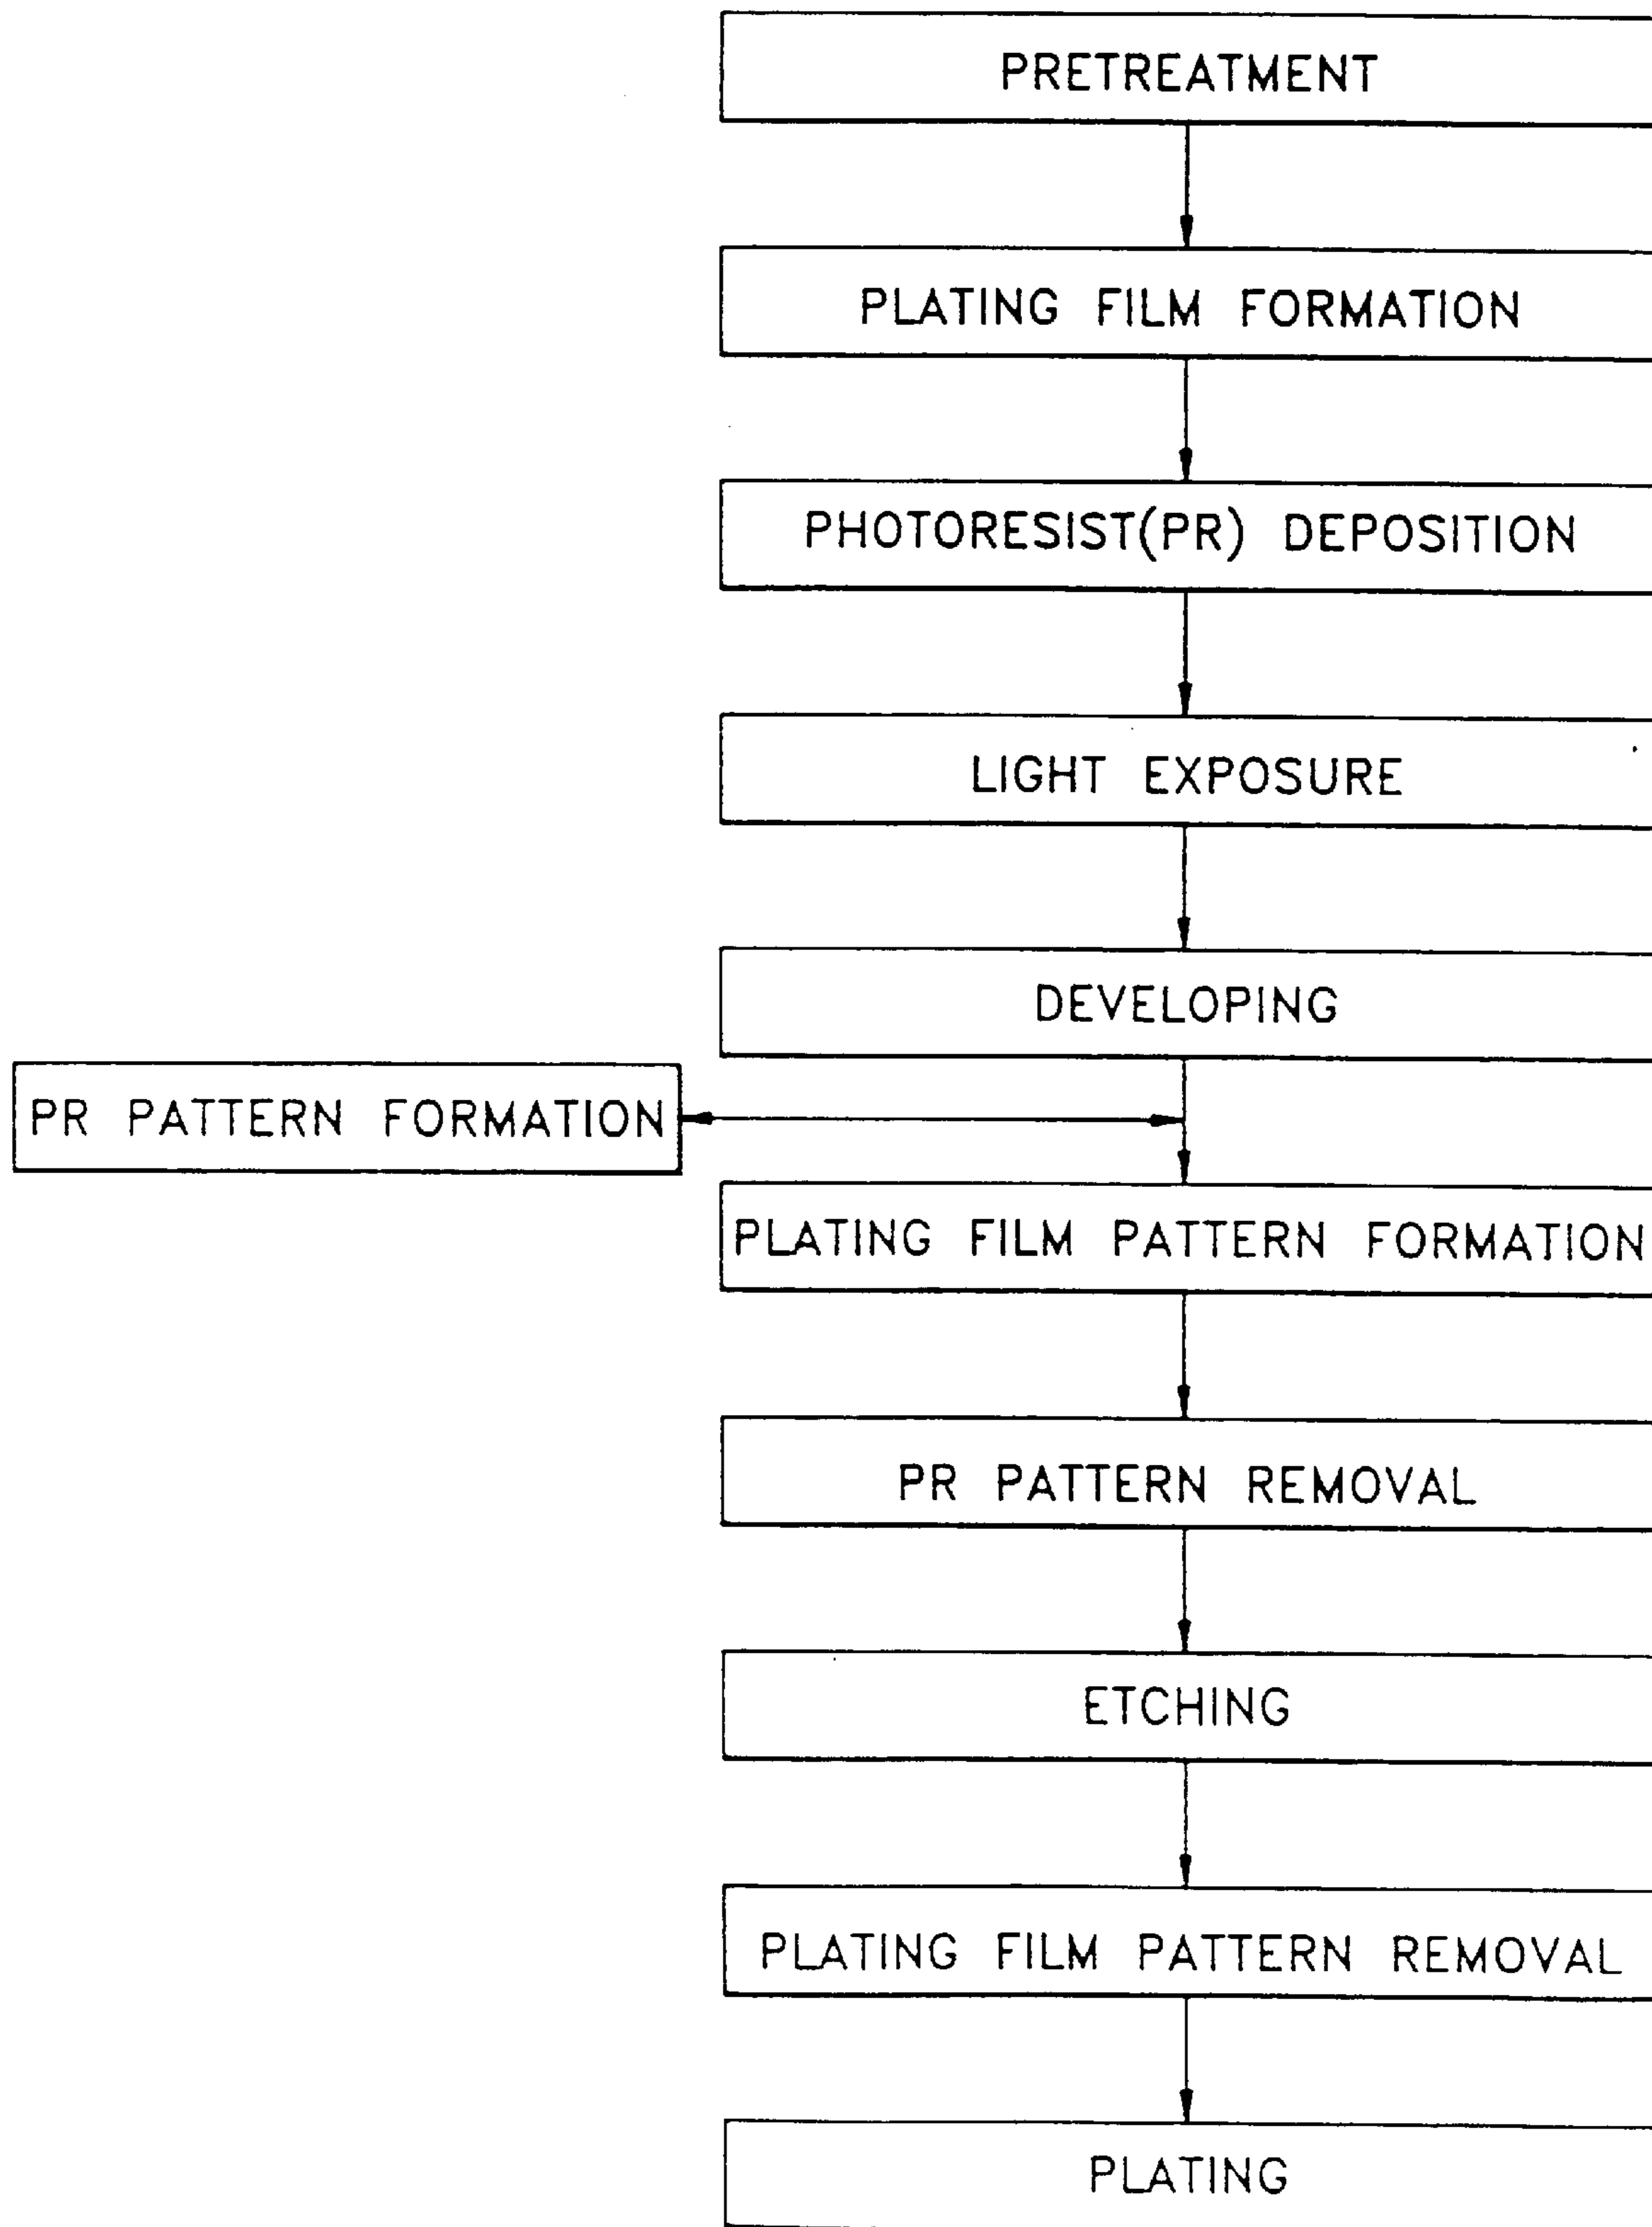 PRETREATMENT
PLATING FILM FORMATION
PHOTORESIST(PR) DEPOSITION
LIGHT EXPOSURE
DEVELOPING
PR PATTERN FORMATION
PLATING FILM PATTERN FORMATION
PR PATTERN REMOVAL
ETCHING
PLATING FILM PATTERN REMOVAL
PLATING